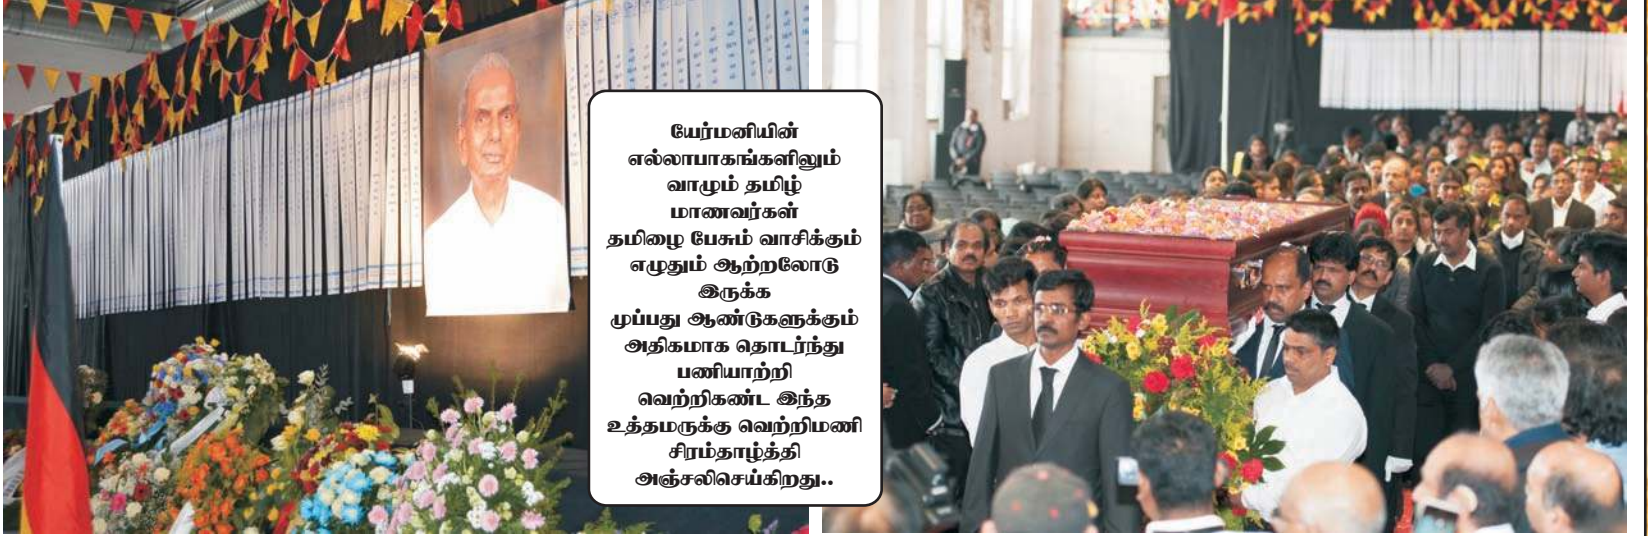 யேர்மனியின்
எல்லாபாகங்களிலும்
வாழும் தமிழ்
மாணவர்கள்
தமிழை பேசும் வாசிக்கும்
எழுதும் ஆற்றலோடு
இருக்க
முப்பது ஆண்டுகளுக்கும்
அதிகமாக தொடர்ந்து
பணியாற்றி
வெற்றிகண்ட இந்த
உத்தமருக்கு வெற்றிமணி
சிரம்தாழ்த்தி
அஞ்சலிசெய்கிறது..